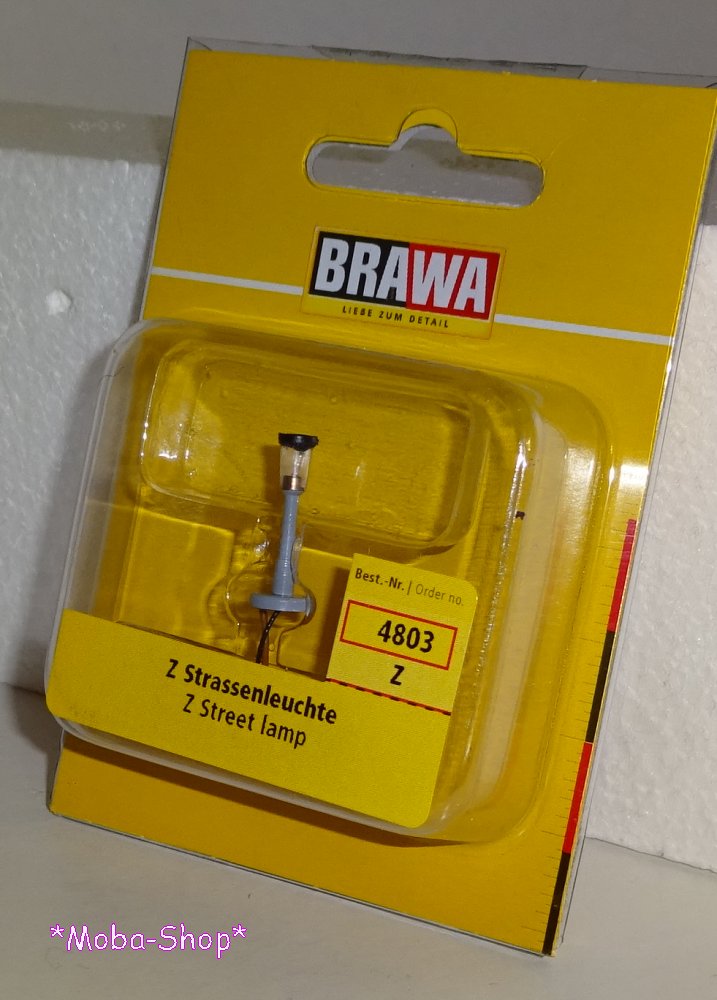 BRAWA
LIEBE ZUM DETAIL
Best.-Nr. | Order no.
4803
Z
Z Strassenleuchte
Z Street lamp
*Moba-Shop*